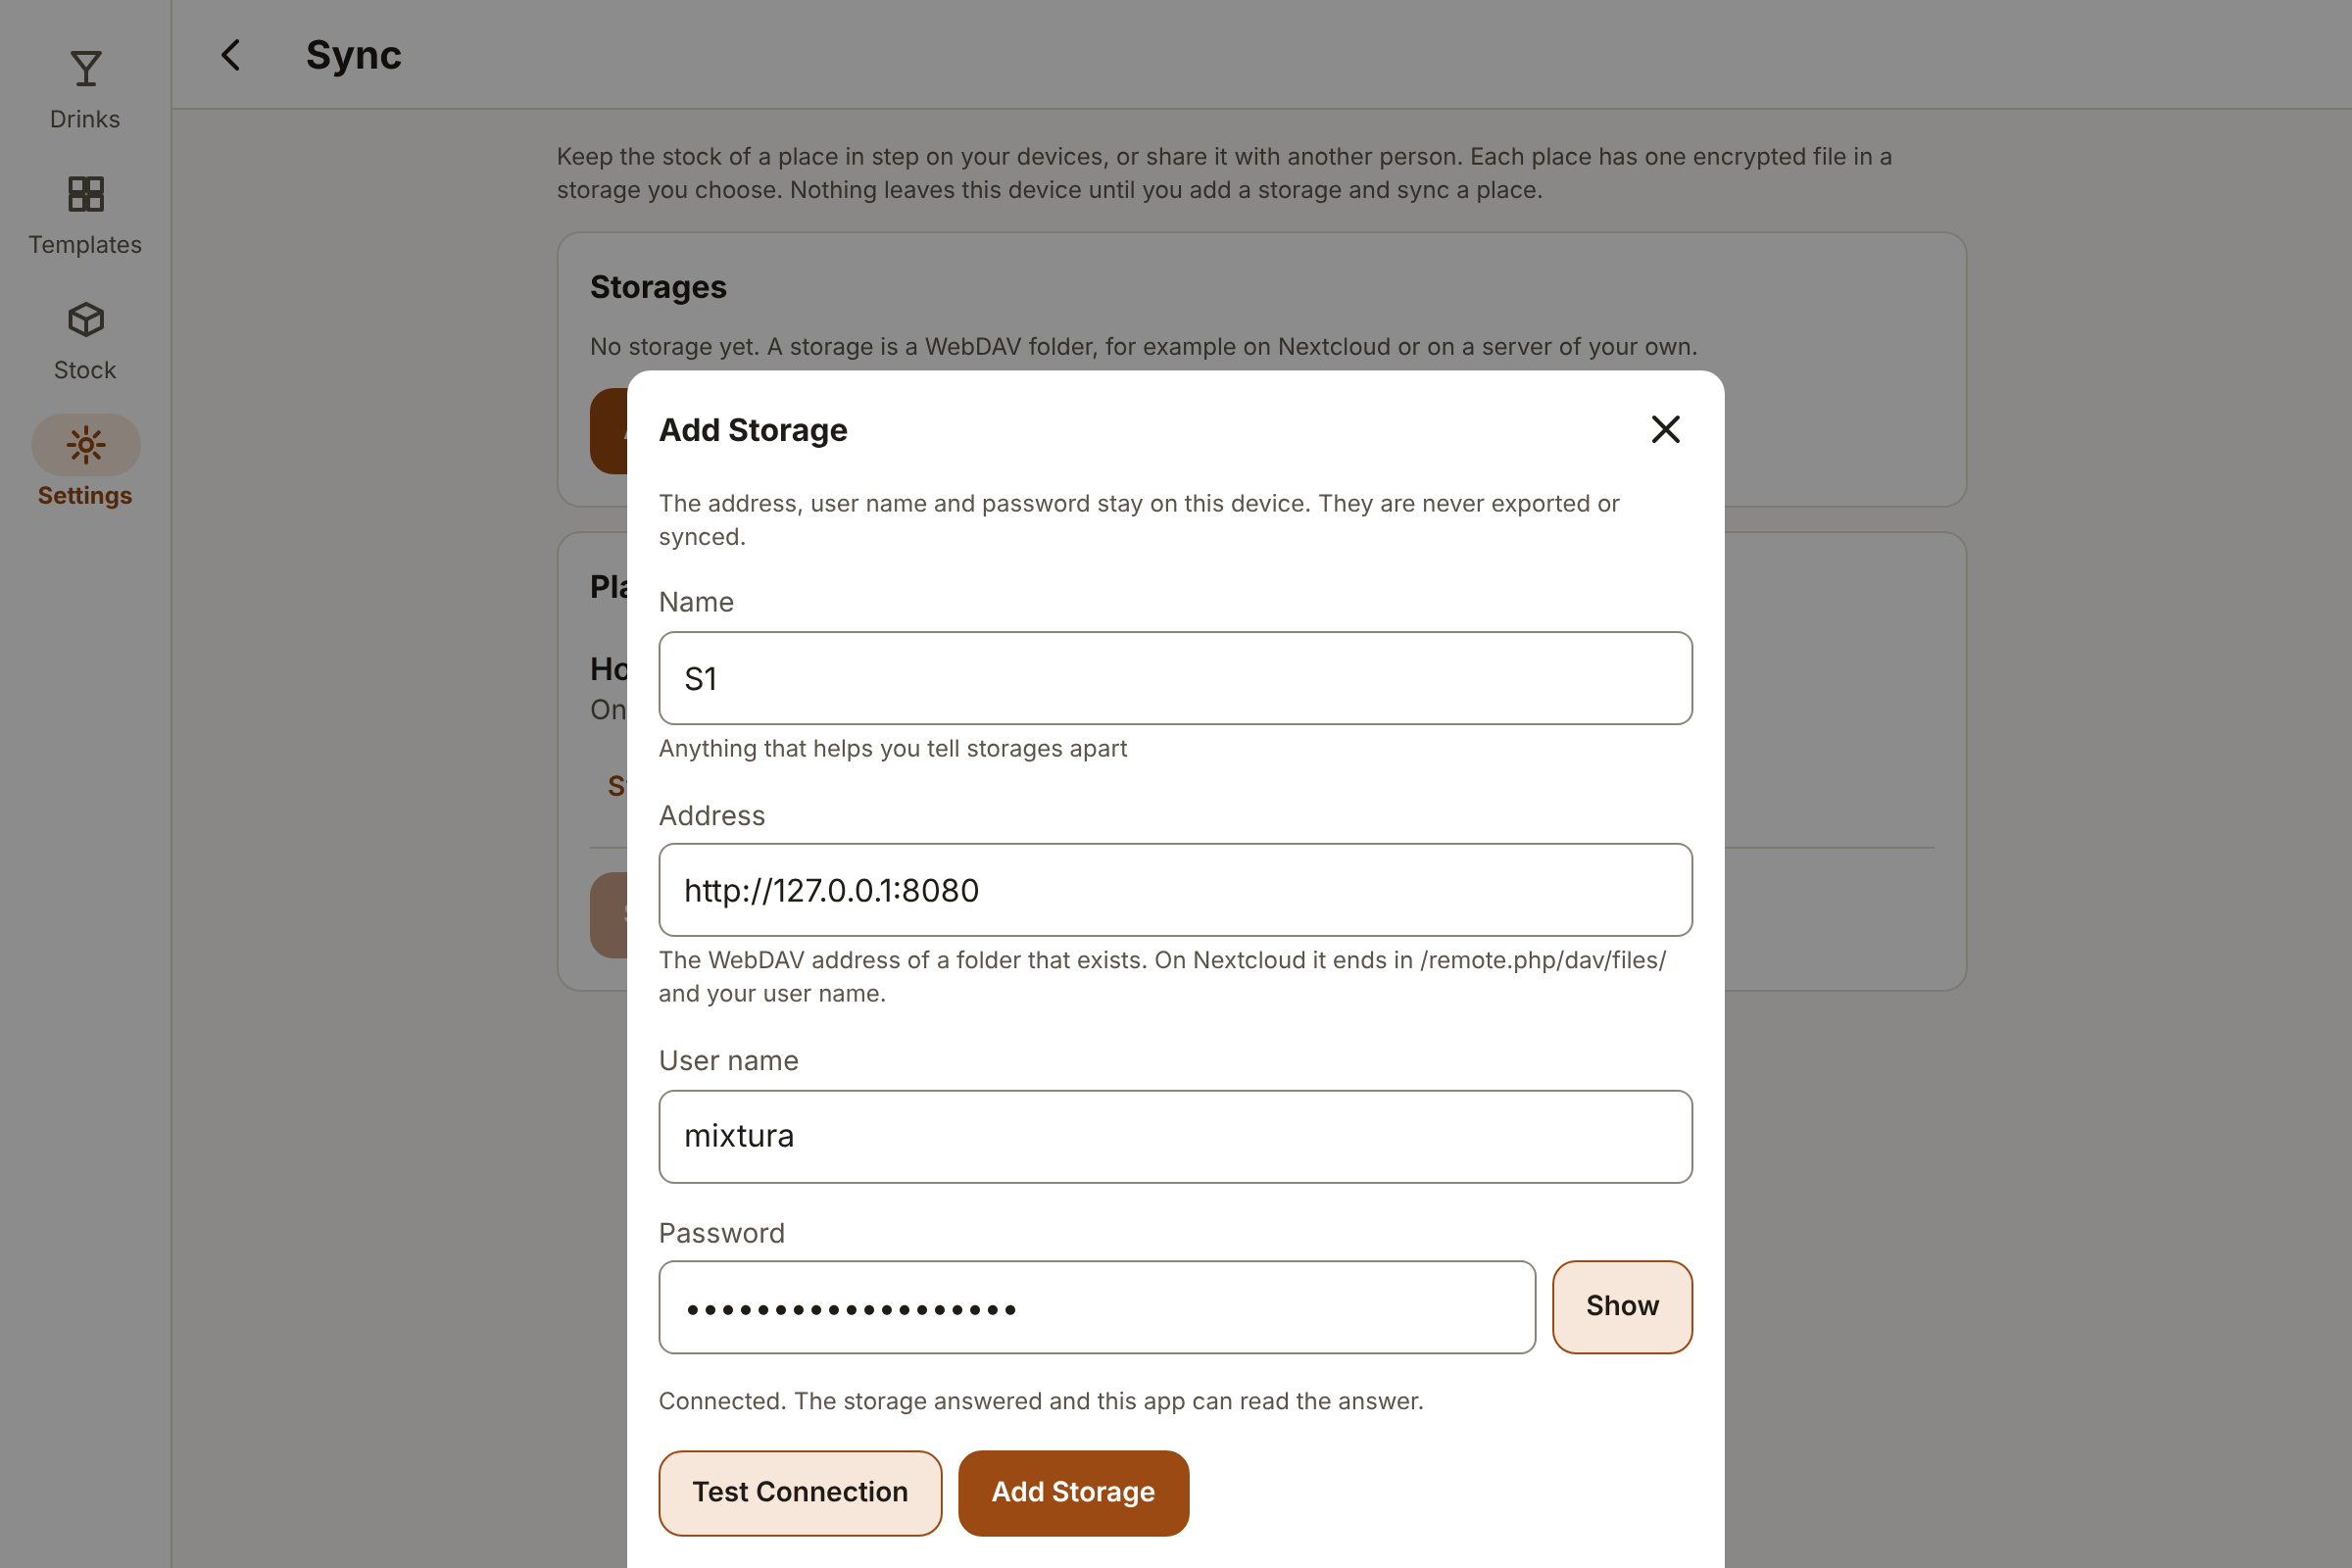 Sync
Drinks
Templates
Stock
Settings
Keep the stock of a place in step on your devices, or share it with another person. Each place has one encrypted file in a
storage you choose. Nothing leaves this device until you add a storage and sync a place.
Storages
No storage yet. A storage is a WebDAV folder, for example on Nextcloud or on a server of your own.
Add Storage
The address, user name and password stay on this device. They are never exported or
synced.
Name
S1
Anything that helps you tell storages apart
Address
http://127.0.0.1:8080
The WebDAV address of a folder that exists. On Nextcloud it ends in /remote.php/dav/files/
and your user name.
User name
mixtura
Password
Show
Connected. The storage answered and this app can read the answer.
Test Connection
Add Storage